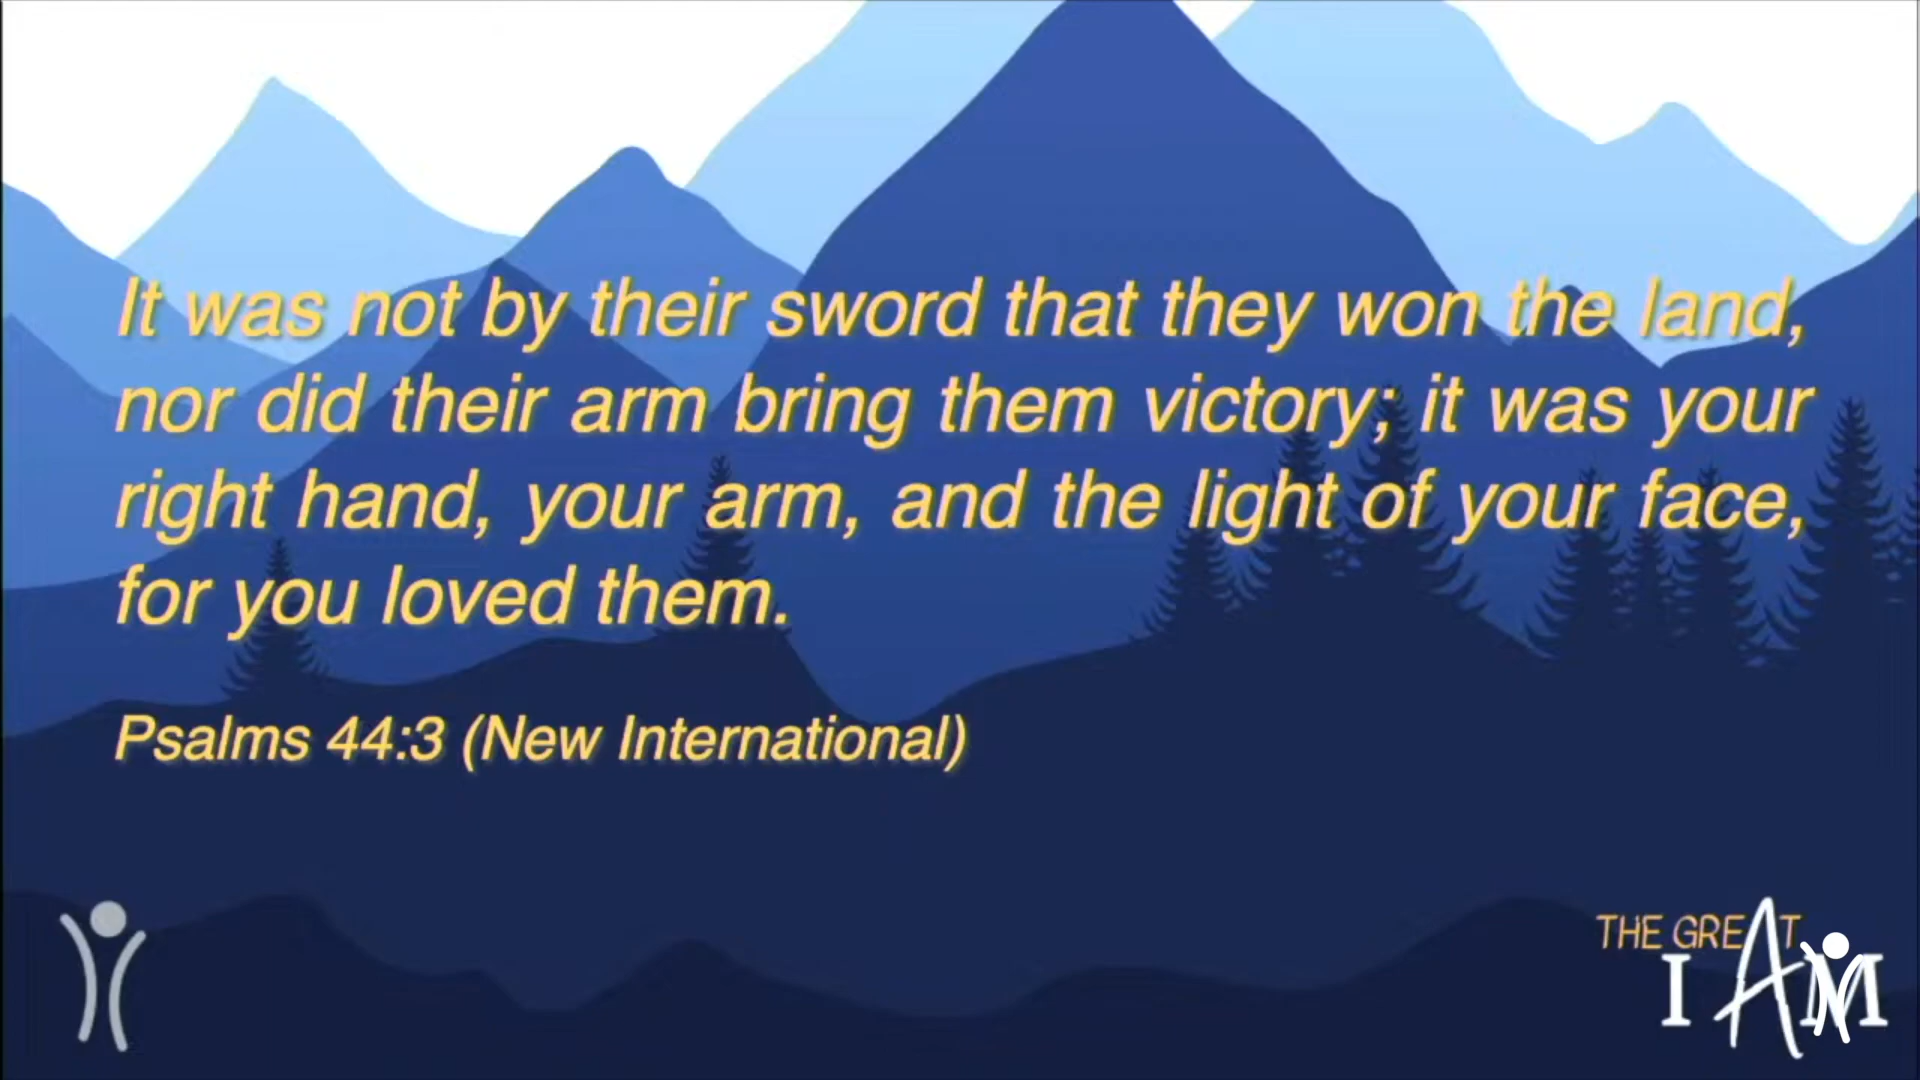 It was not by their sword that they won the land,
nor did their arm bring them victory; it was your
right hand, your arm, and the light of your face,
for you loved them.
Psalms 44:3 (New International)
THE GREAT
I AM